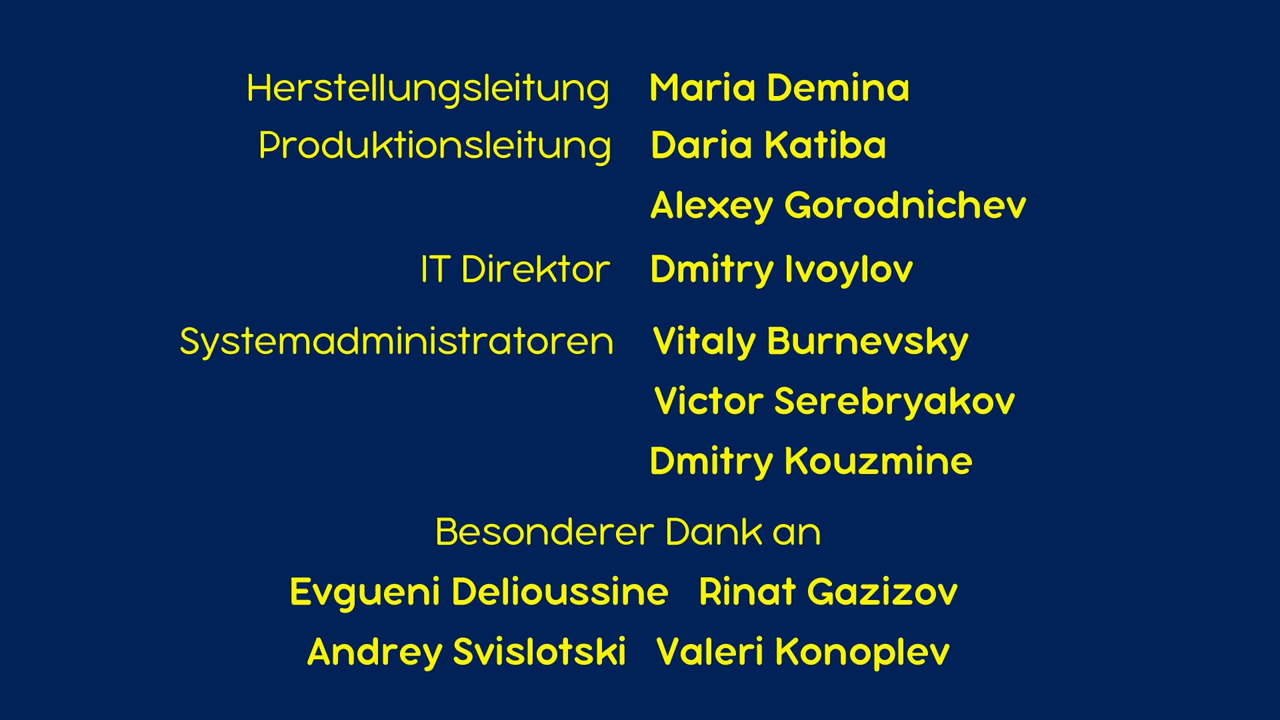 Herstellungsleitung Maria Demina
Produktionsleitung Daria Katiba
Alexey Gorodnichev
IT Direktor Dmitry Ivoylov
Systemadministratoren Vitaly Burnevsky
Victor Serebryakov
Dmitry Kouzmine
Besonderer Dank an
Evgueni Delioussine Rinat Gazizov
Andrey Svislotski Valeri Konoplev